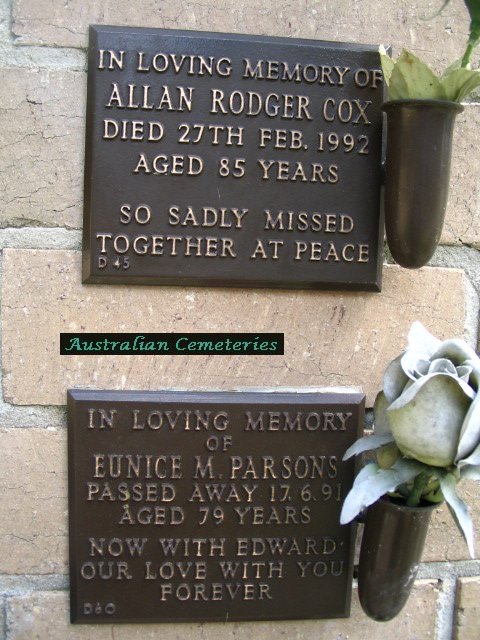 IN LOVING MEMORY OF
ALLAN RODGER COX
DIED 27TH FEB. 1992
AGED 85 YEARS
SO SADLY MISSED
TOGETHER AT PEACE
D 45
Australian Cemeteries
IN LOVING MEMORY
OF
EUNICE M. PARSONS
PASSED AWAY 17.6.91
AGED 79 YEARS
NOW WITH EDWARD
OUR LOVE WITH YOU
FOREVER
D60